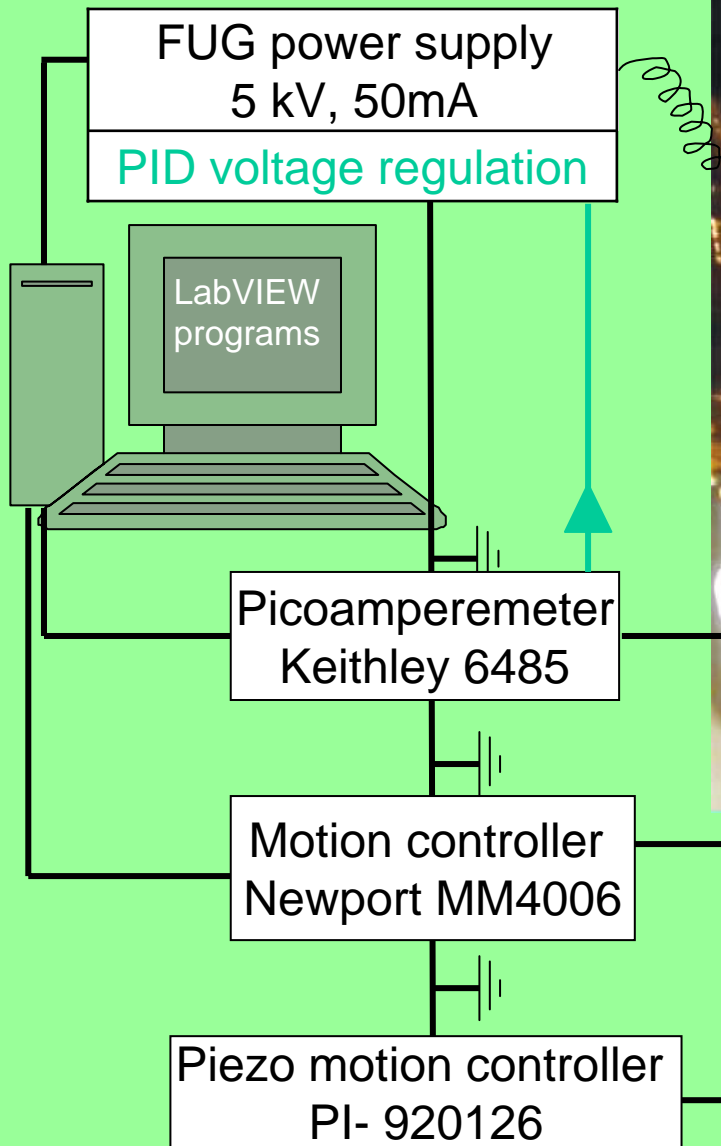 FUG power supply
5 kV, 50mA
PID voltage regulation
LabVIEW
programs
Picoamperemeter
Keithley 6485
Motion controller
Newport MM4006
Piezo motion controller
PI- 920126